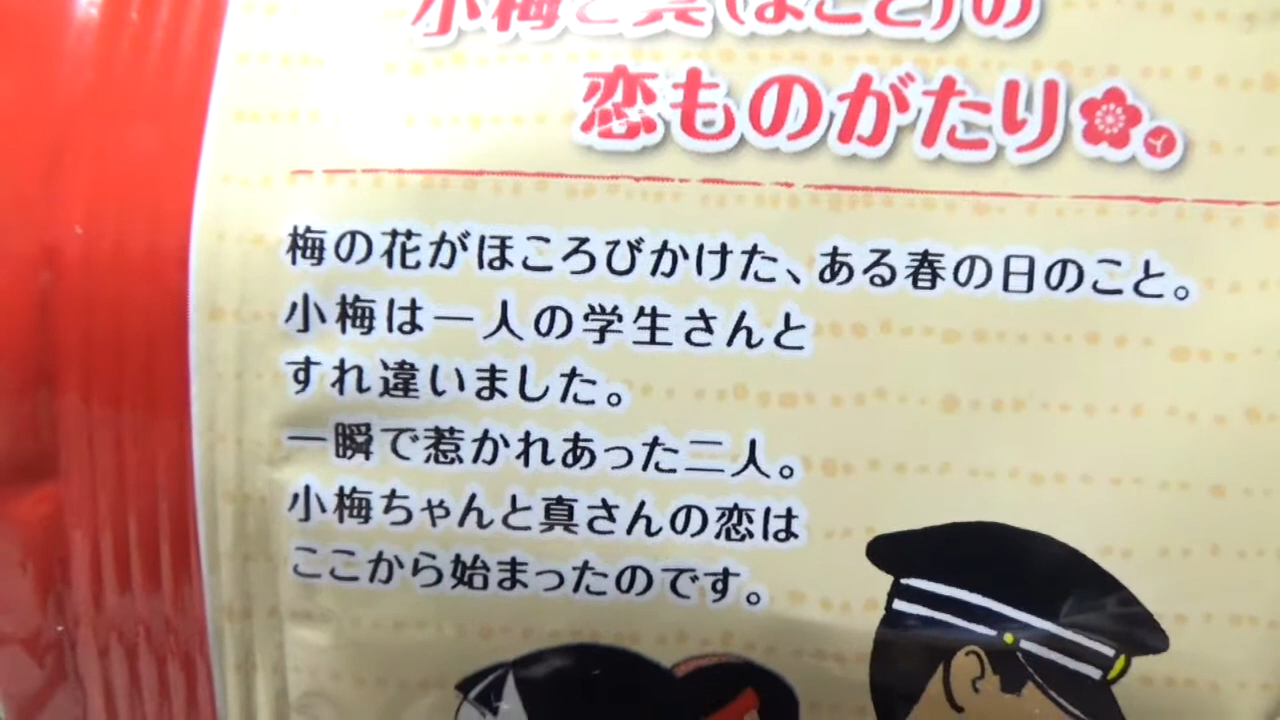 小梅と真(まこと)の
恋ものがたり
梅の花がほころびかけた、ある春の日のこと。
小梅は一人の学生さんと
すれ違いました。
一瞬で惹かれあった二人。
小梅ちゃんと真さんの恋は
ここから始まったのです。